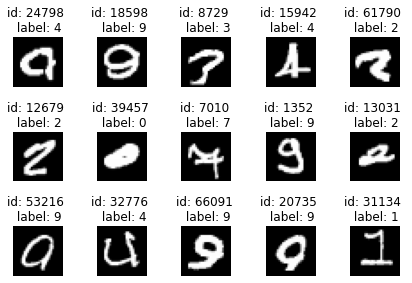 id: 24798 id: 18598 id: 8729 id: 15942 id: 61790
label: 4 label: 9 label: 3 label: 4 label: 2
id: 12679 id: 39457 id: 7010 id: 1352 id: 13031
label: 2 label: 0 label: 7 label: 9 label: 2
id: 53216 id: 32776 id: 66091 id: 20735 id: 31134
label: 9 label: 4 label: 9 label: 9 label: 1
1